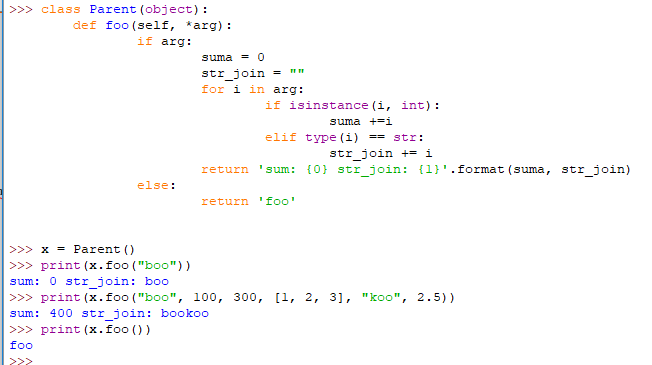 >>> class Parent(object):
        def foo(self, *arg):
                if arg:
                        suma = 0
                        str_join = ""
                        for i in arg:
                                if isinstance(i, int):
                                        suma +=i
                                elif type(i) == str:
                                        str_join += i
                        return 'sum: {0} str_join: {1}'.format(suma, str_join)
                else:
                        return 'foo'
>>> x = Parent()
>>> print(x.foo("boo"))
sum: 0 str_join: boo
>>> print(x.foo("boo", 100, 300, [1, 2, 3], "koo", 2.5))
sum: 400 str_join: bookoo
>>> print(x.foo())
foo
>>>